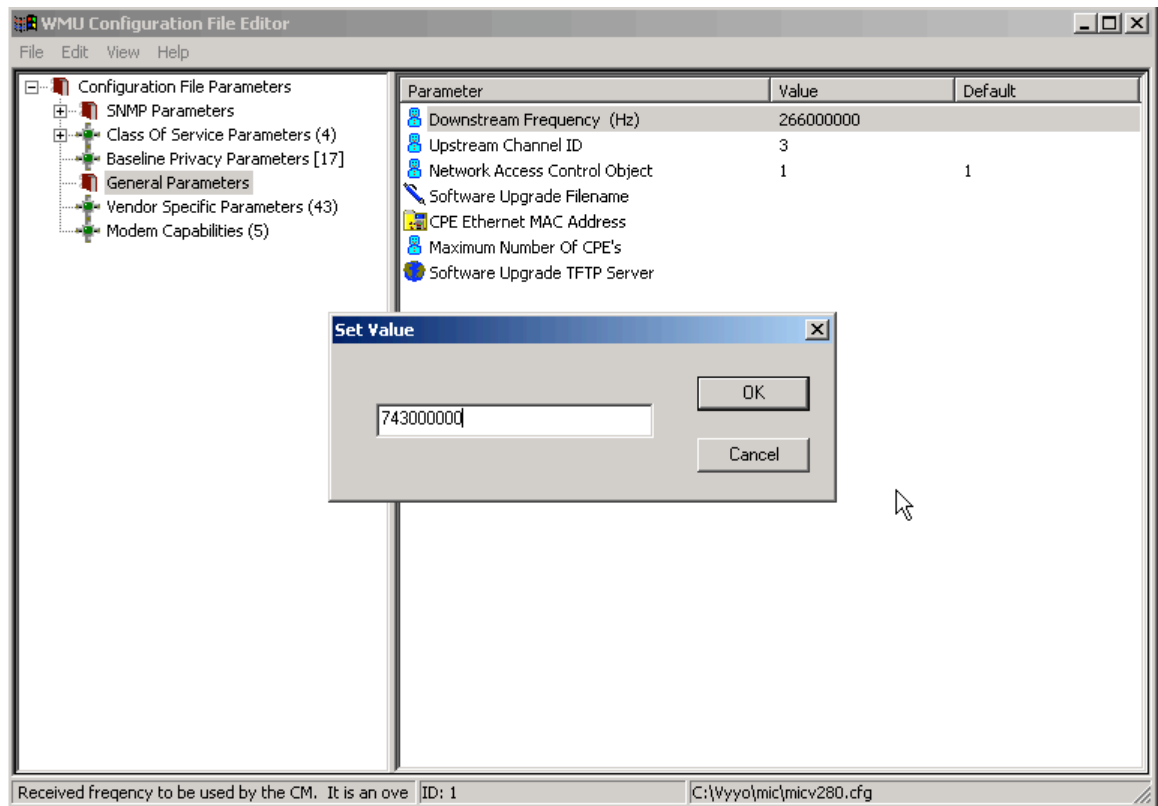 WMU Configuration File Editor
File Edit View Help
Configuration File Parameters
SNMP Parameters
Class Of Service Parameters (4)
Baseline Privacy Parameters [17]
General Parameters
Vendor Specific Parameters (43)
Modem Capabilities (5)
Parameter Value Default
Downstream Frequency (Hz) 266000000
Upstream Channel ID 3
Network Access Control Object 1 1
Software Upgrade Filename
CPE Ethernet MAC Address
Maximum Number Of CPE's
Software Upgrade TFTP Server
Set Value
743000000
OK
Cancel
Received freqency to be used by the CM. It is an ove ID: 1 C:\Vyyo\mic\micv280.cfg